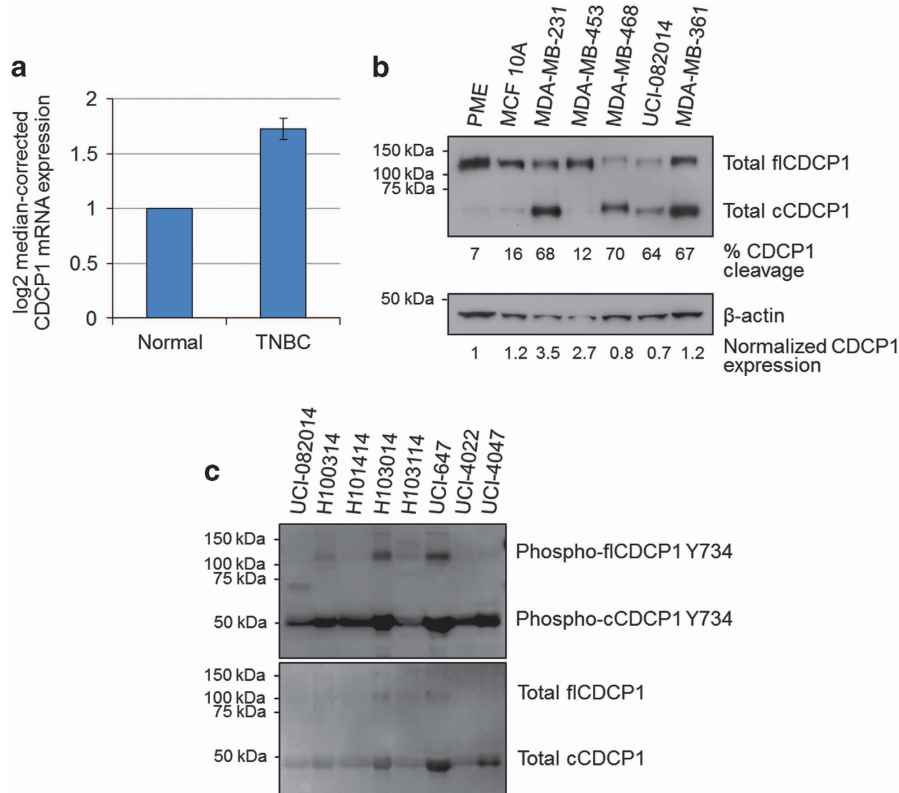 a
log2 median-corrected
CDCP1 mRNA expression
2
1.5
1
0.5
0
Normal
TNBC
b
PME
MCF 10A
MDA-MB-231
MDA-MB-453
MDA-MB-468
UCI-082014
MDA-MB-361
150 kDa
100 kDa
75 kDa
Total flCDCP1
Total cCDCP1
7 16 68 12 70 64 67
% CDCP1
cleavage
50 kDa
β-actin
1 1.2 3.5 2.7 0.8 0.7 1.2
Normalized CDCP1
expression
c
UCI-082014
H100314
H101414
H103014
H103114
UCI-647
UCI-4022
UCI-4047
150 kDa
100 kDa
75 kDa
50 kDa
Phospho-flCDCP1 Y734
Phospho-cCDCP1 Y734
150 kDa
100 kDa
75 kDa
50 kDa
Total flCDCP1
Total cCDCP1